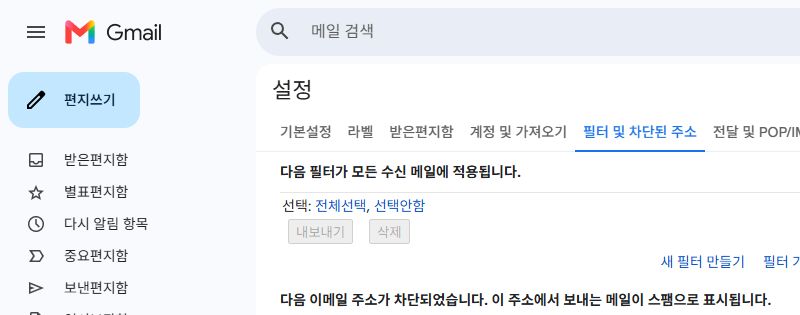 Gmail
메일 검색
편지쓰기
받은편지함
별표편지함
다시 알림 항목
중요편지함
보낸편지함
설정
기본설정 라벨 받은편지함 계정 및 가져오기 필터 및 차단된 주소 전달 및 POP/IM
다음 필터가 모든 수신 메일에 적용됩니다.
선택: 전체선택, 선택안함
내보내기 삭제
새 필터 만들기 필터 가
다음 이메일 주소가 차단되었습니다. 이 주소에서 보내는 메일이 스팸으로 표시됩니다.